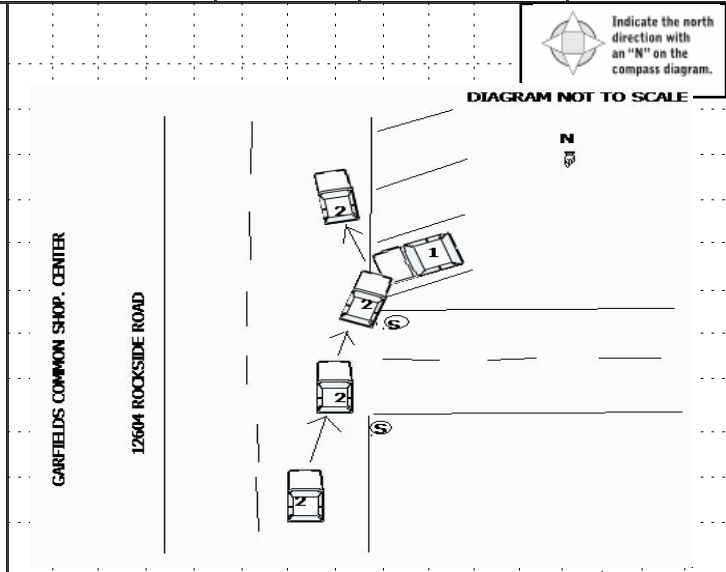 Indicate the north
direction with
an “N” on the
compass diagram.
DIAGRAM NOT TO SCALE
N
GARFIELDS COMMON SHOP. CENTER
12604 ROCKSIDE ROAD
2
1
2
S
2
S
2